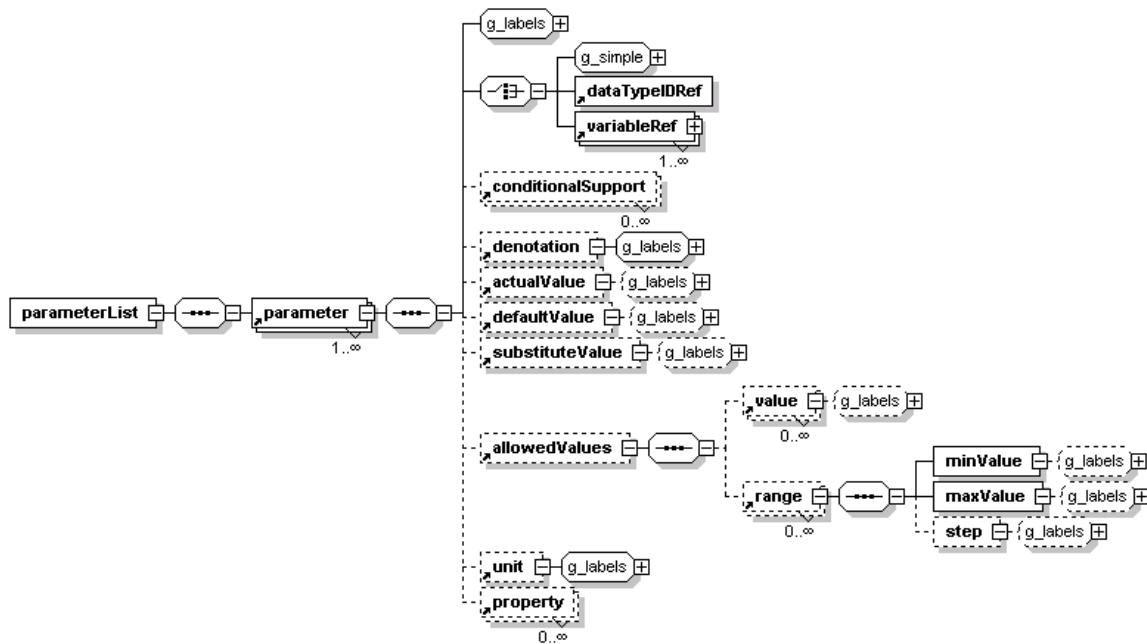 g_labels
g_simple
dataTypeIDRef
variableRef
1..∞
conditionalSupport
0..∞
denotation g_labels
actualValue g_labels
parameterList parameter defaultValue g_labels
1..∞
substituteValue g_labels
value g_labels
0..∞
allowedValues
minValue g_labels
range maxValue g_labels
0..∞
step g_labels
unit g_labels
property
0..∞